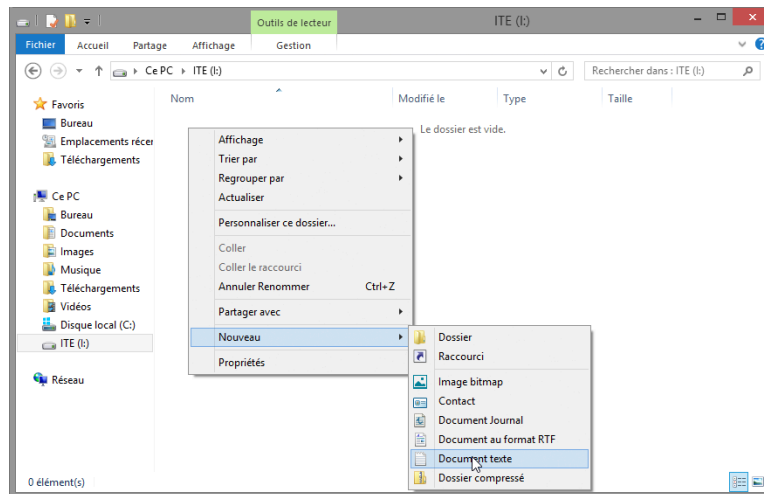 Outils de lecteur
ITE (I:)
Fichier Accueil Partage Affichage Gestion
Ce PC ITE (I:)
Rechercher dans : ITE (I:)
Nom Modifié le Type Taille
Le dossier est vide.
Favoris
Bureau
Emplacements récer
Téléchargements
Ce PC
Bureau
Documents
Images
Musique
Téléchargements
Vidéos
Disque local (C:)
ITE (I:)
Réseau
Affichage
Trier par
Regrouper par
Actualiser
Personnaliser ce dossier...
Coller
Coller le raccourci
Annuler Renommer Ctrl+Z
Partager avec
Nouveau
Propriétés
Dossier
Raccourci
Image bitmap
Contact
Document Journal
Document au format RTF
Document texte
Dossier compressé
0 élément(s)